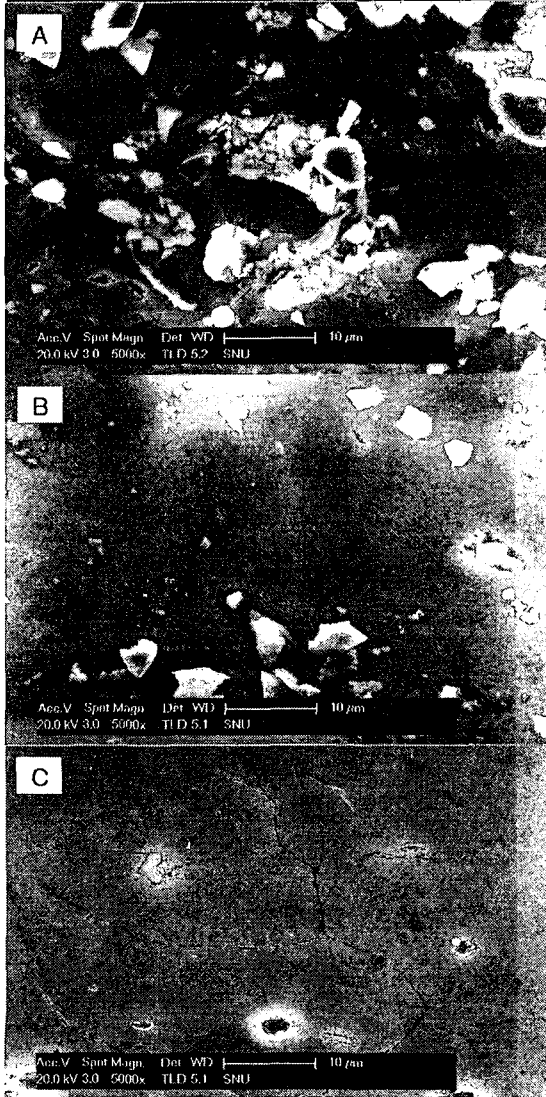 A
Acc.V Spot Magn Det WD 10 µm
20.0 kV 3.0 5000x TLD 5.2 SNU
B
Acc.V Spot Magn Det WD 10 µm
20.0 kV 3.0 5000x TLD 5.1 SNU
C
Acc.V Spot Magn. Det WD 10 µm
20.0 kV 3.0 5000x TLD 5.1 SNU